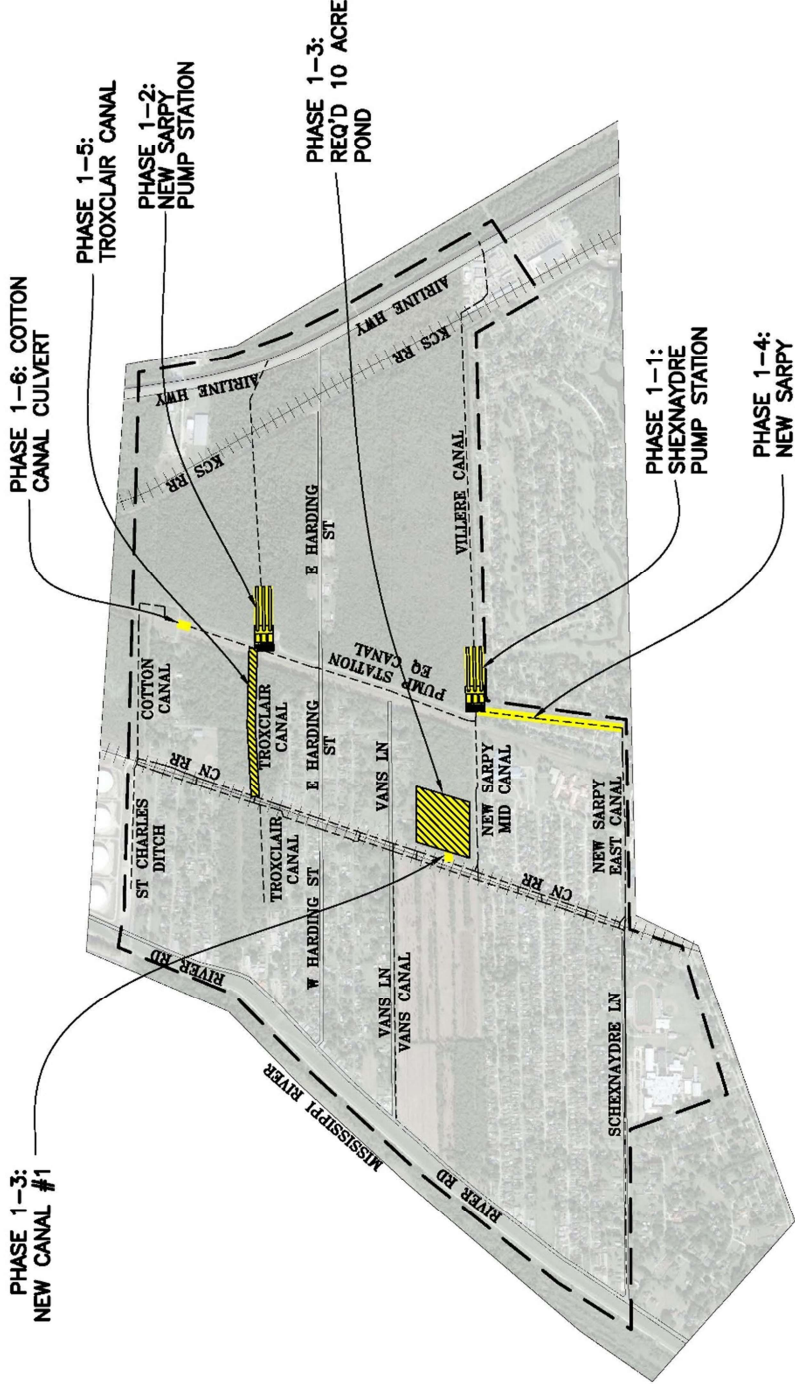 PHASE 1-3:
NEW CANAL #1
PHASE 1-6: COTTON
CANAL CULVERT
PHASE 1-5:
TROXCLAIR CANAL
PHASE 1-2:
NEW SARPY
PUMP STATION
PHASE 1-3:
REQ'D 10 ACRE
POND
PHASE 1-1:
SHEXNAYDRE
PUMP STATION
PHASE 1-4:
NEW SARPY
ST CHARLES
DITCH
COTTON
CANAL
CN RR
KCS RR
AIRLINE HWY
RIVER RD
TROXCLAIR
CANAL
TROXCLAIR
CANAL
W HARDING ST
E HARDING
ST
E HARDING
ST
KCS RR
AIRLINE HWY
MISSISSIPPI RIVER
VANS LN
VANS CANAL
VANS LN
PUMP STATION
EQ CANAL
VILLERE CANAL
RIVER RD
NEW SARPY
MID CANAL
CN RR
NEW SARPY
EAST CANAL
SCHEXNAYDRE LN